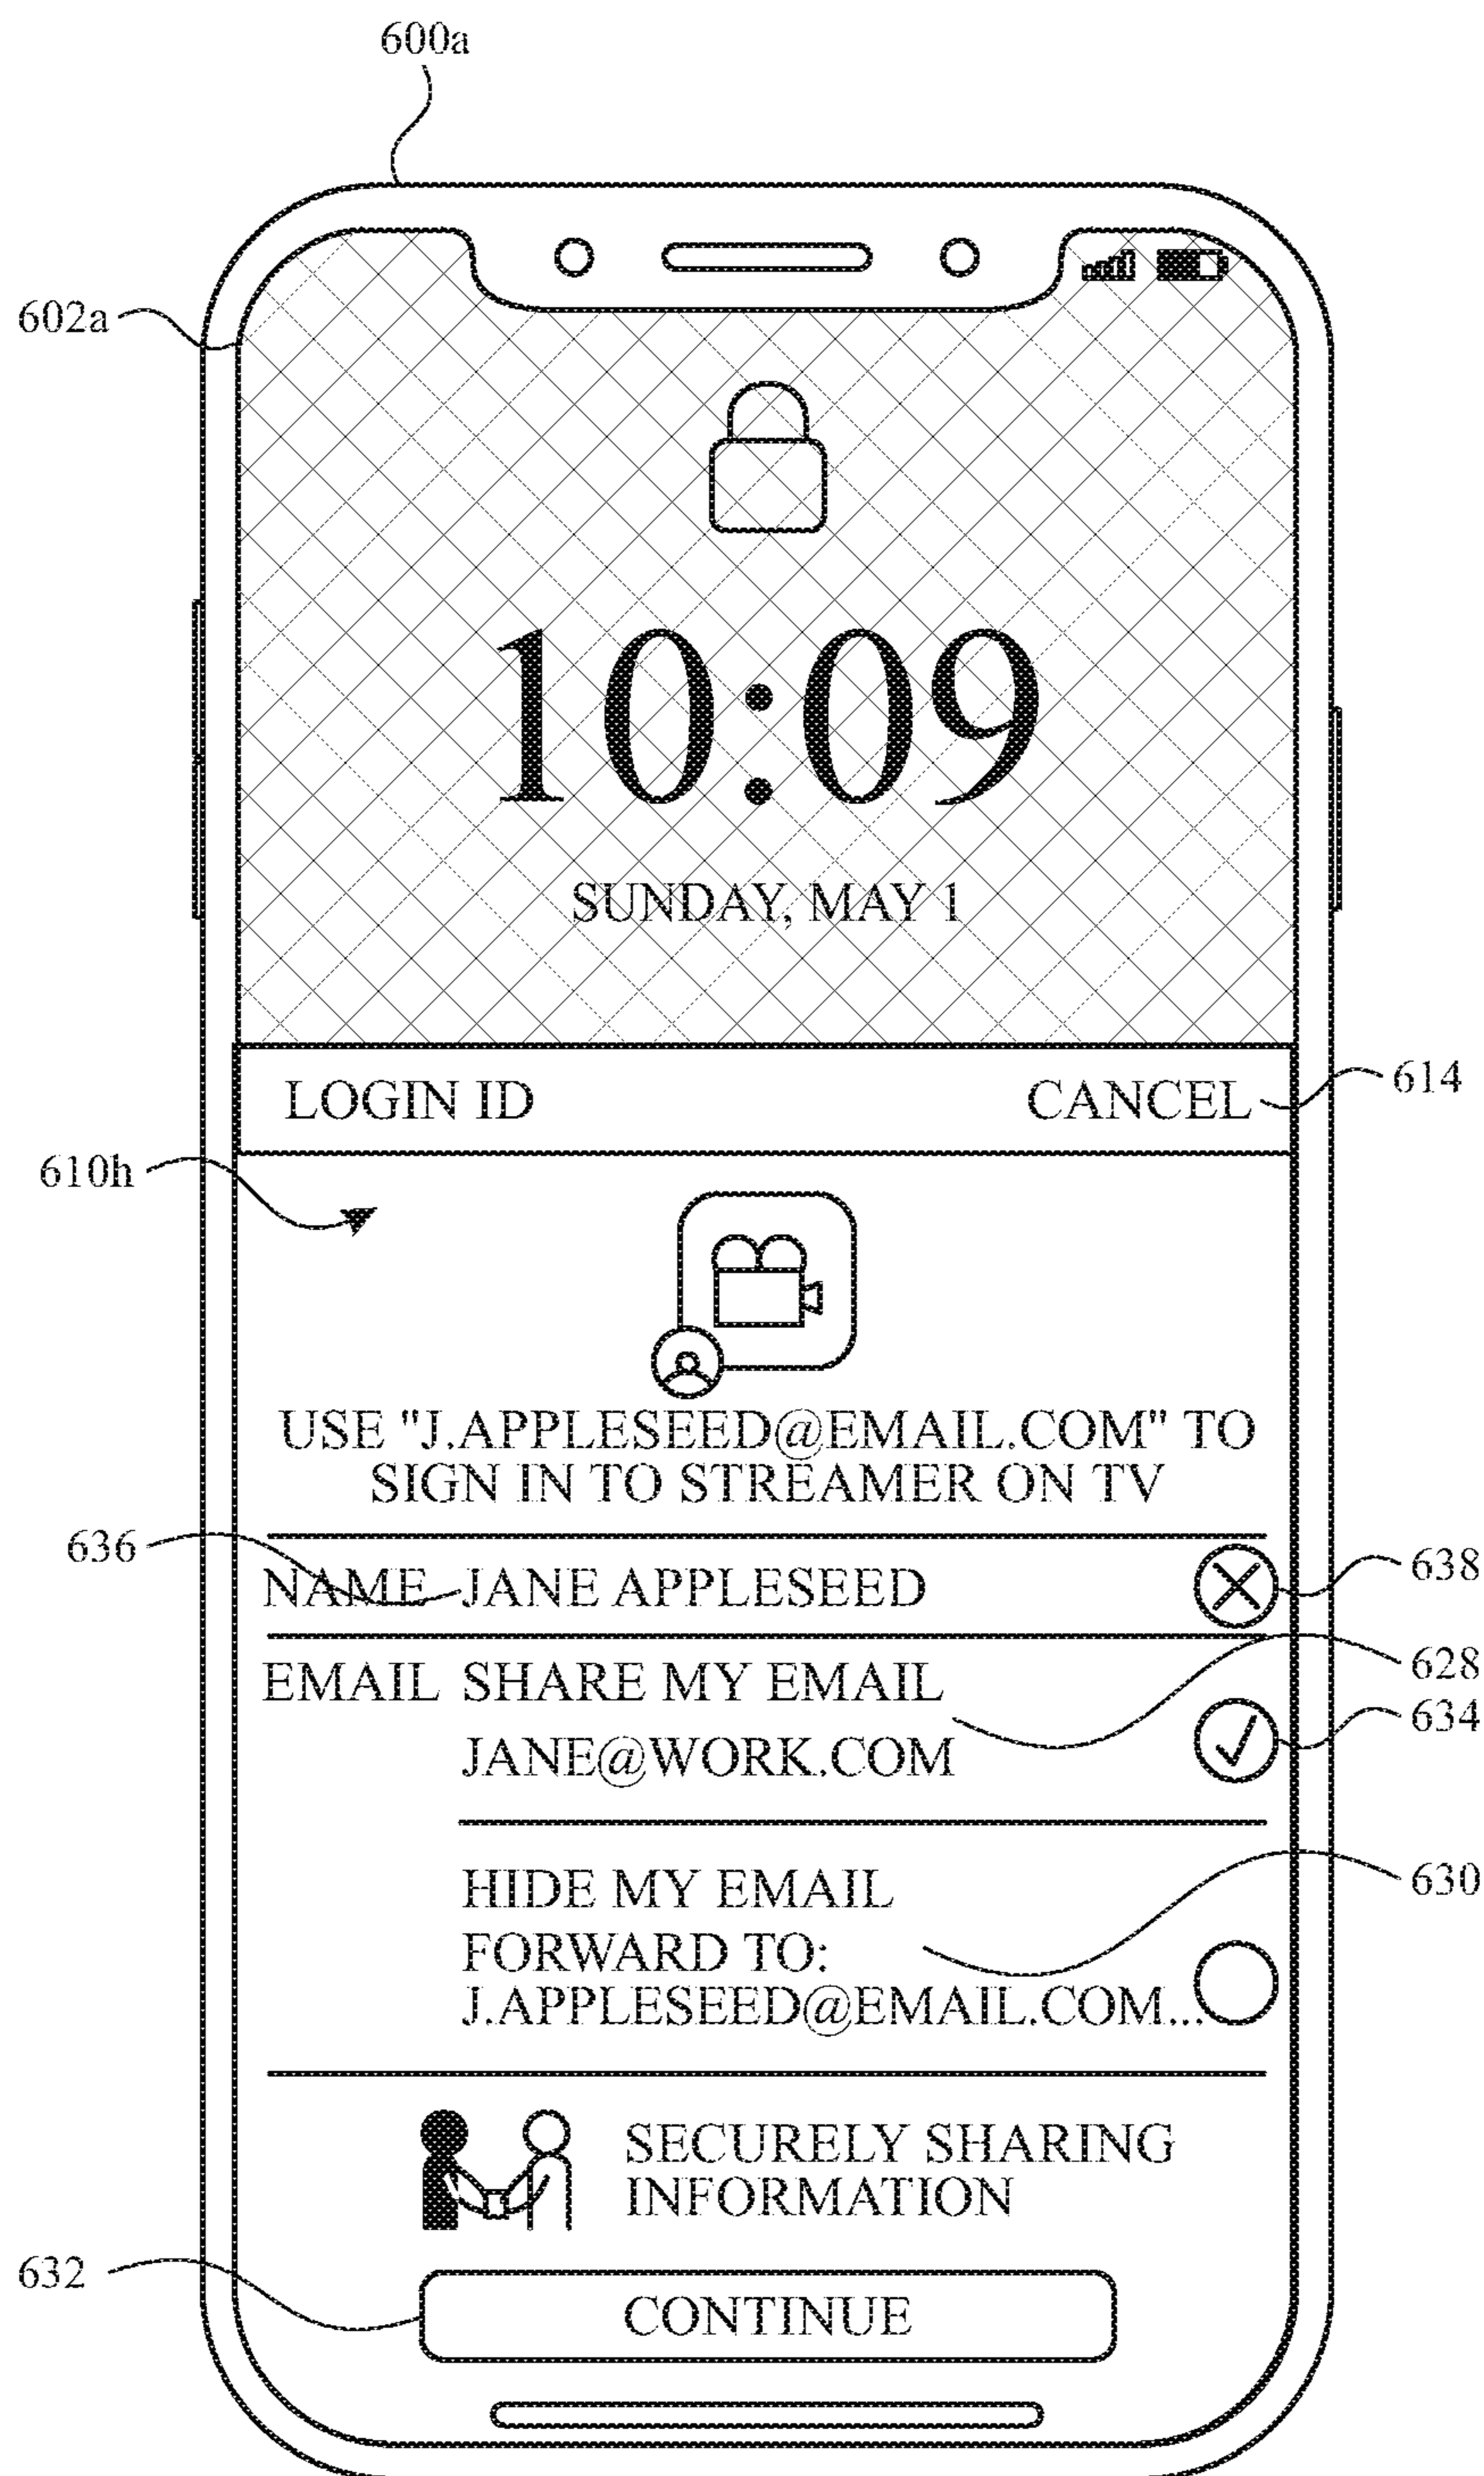 600a
602a
10:09
SUNDAY, MAY 1
LOGIN ID CANCEL
614
610h
USE "J.APPLESEED@EMAIL.COM" TO
SIGN IN TO STREAMER ON TV
636
NAME JANE APPLESEED
638
EMAIL SHARE MY EMAIL
628
JANE@WORK.COM
634
HIDE MY EMAIL
630
FORWARD TO:
J.APPLESEED@EMAIL.COM...
SECURELY SHARING
INFORMATION
632
CONTINUE